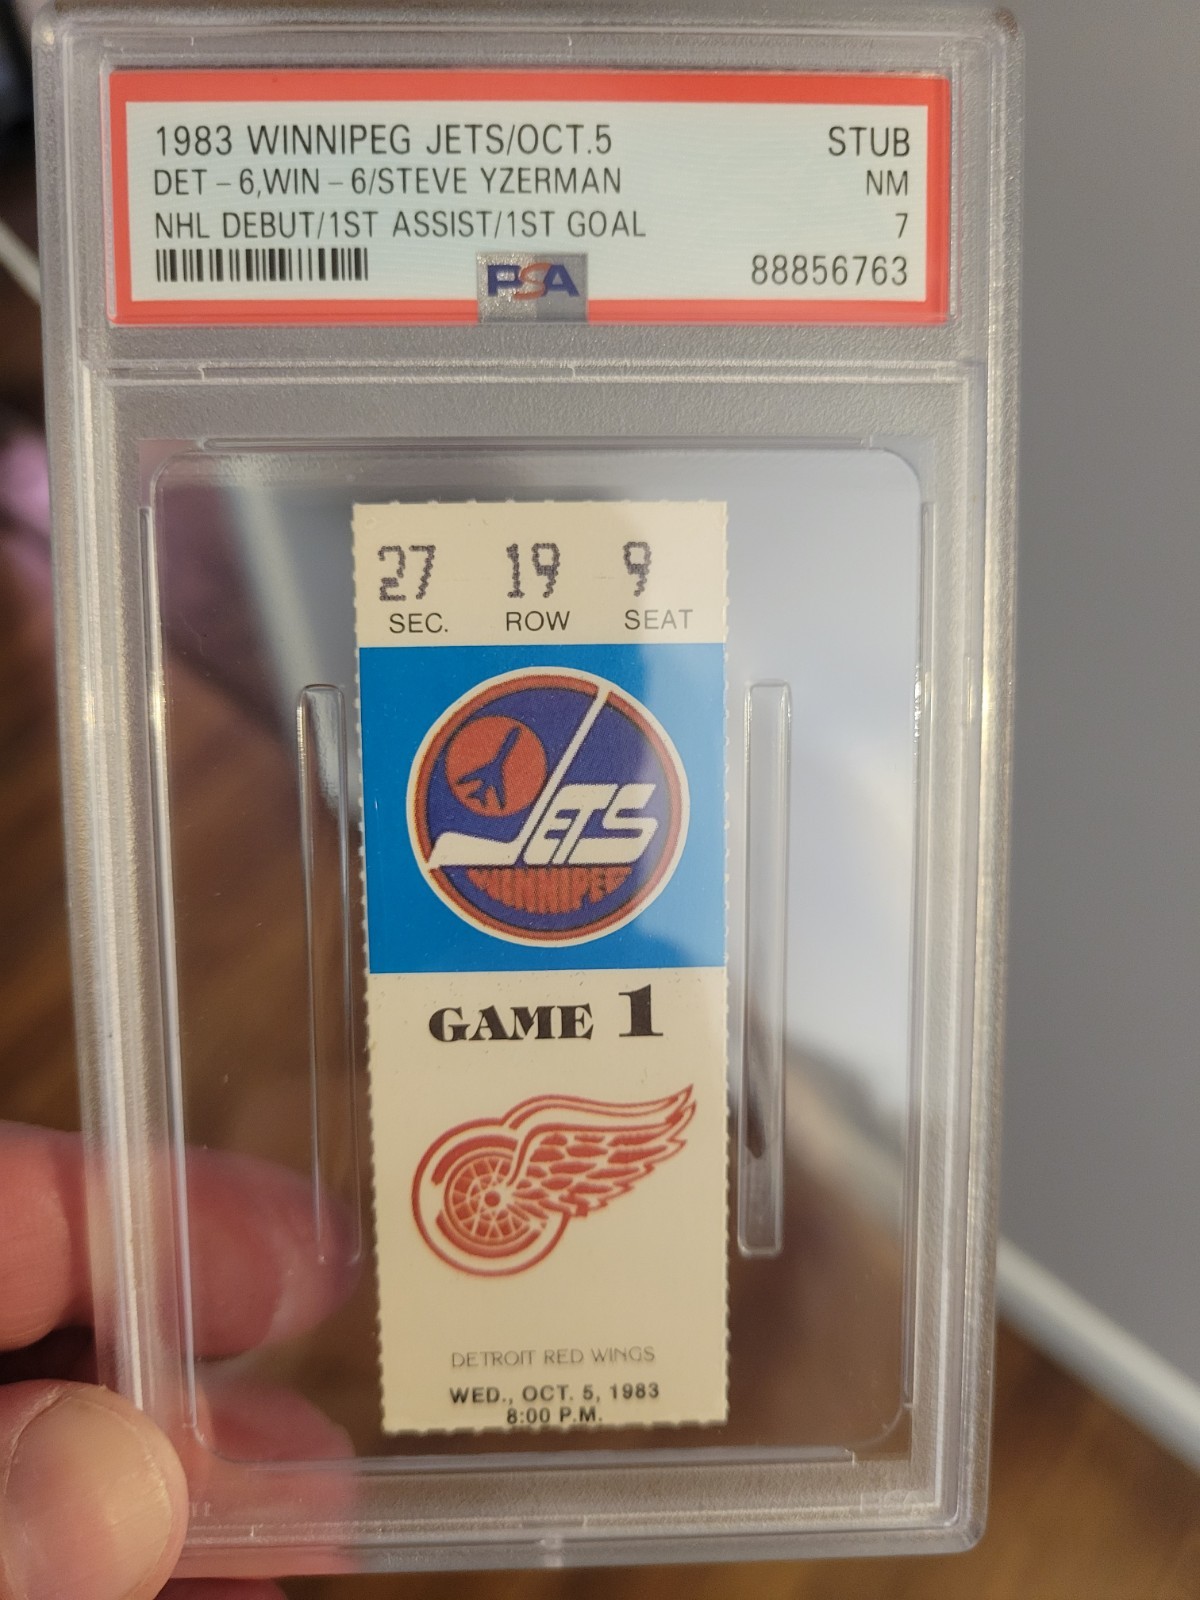 1983 WINNIPEG JETS/OCT.5 STUB
DET - 6,WIN - 6/STEVE YZERMAN NM
NHL DEBUT/1ST ASSIST/1ST GOAL 7
PSA 88856763
27 19 9
SEC. ROW SEAT
JETS
WINNIPEG
GAME 1
DETROIT RED WINGS
WED., OCT. 5, 1983
8:00 P.M.